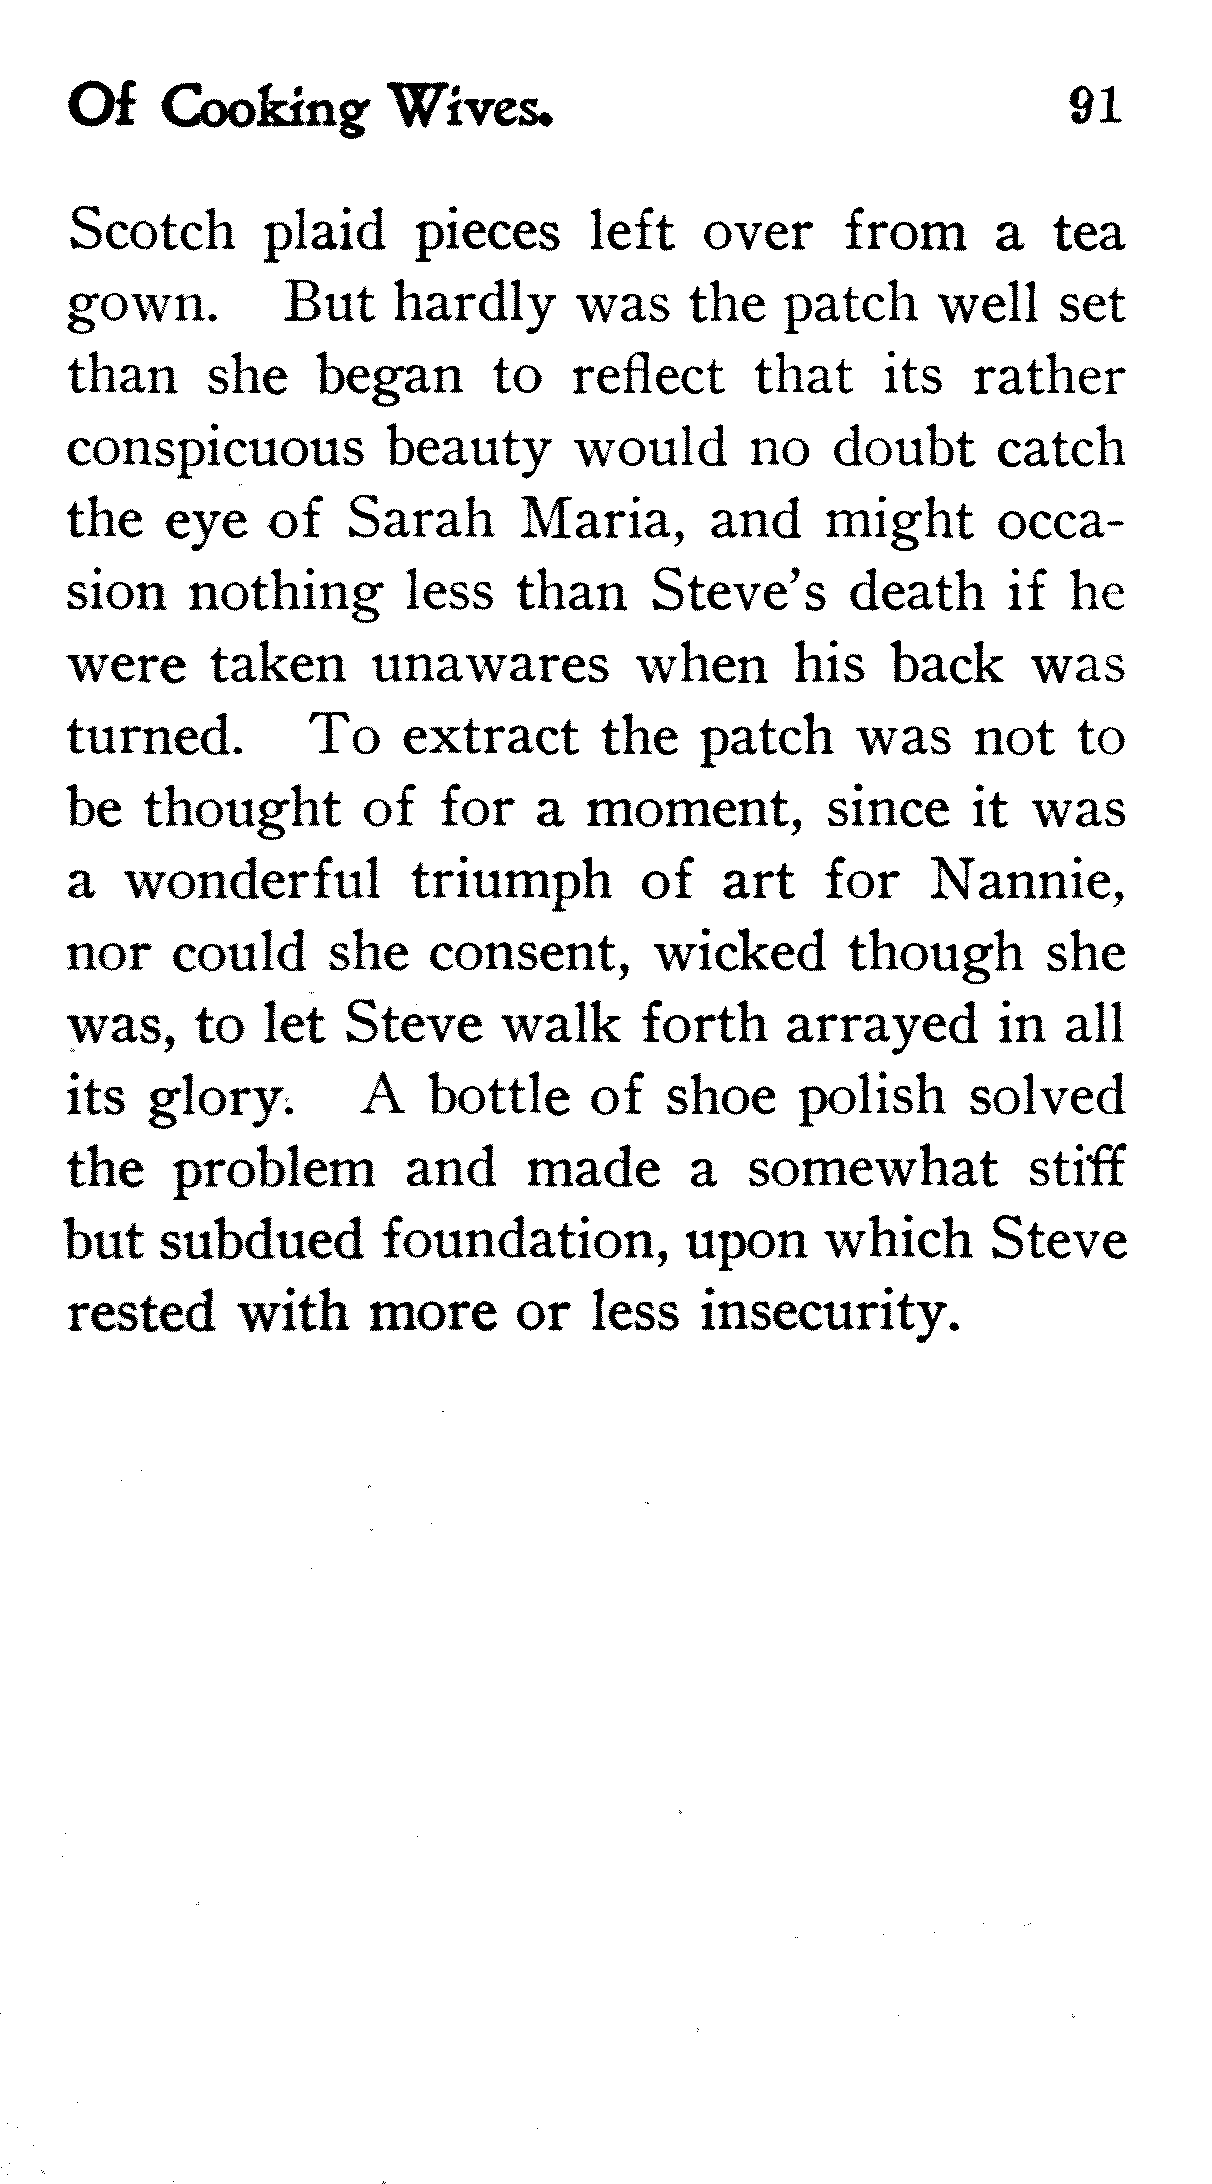 Of Cooking Wives. 91
Scotch plaid pieces left over from a tea
gown. But hardly was the patch well set
than she began to reflect that its rather
conspicuous beauty would no doubt catch
the eye of Sarah Maria, and might occa-
sion nothing less than Steve's death if he
were taken unawares when his back was
turned. To extract the patch was not to
be thought of for a moment, since it was
a wonderful triumph of art for Nannie,
nor could she consent, wicked though she
was, to let Steve walk forth arrayed in all
its glory. A bottle of shoe polish solved
the problem and made a somewhat stiff
but subdued foundation, upon which Steve
rested with more or less insecurity.